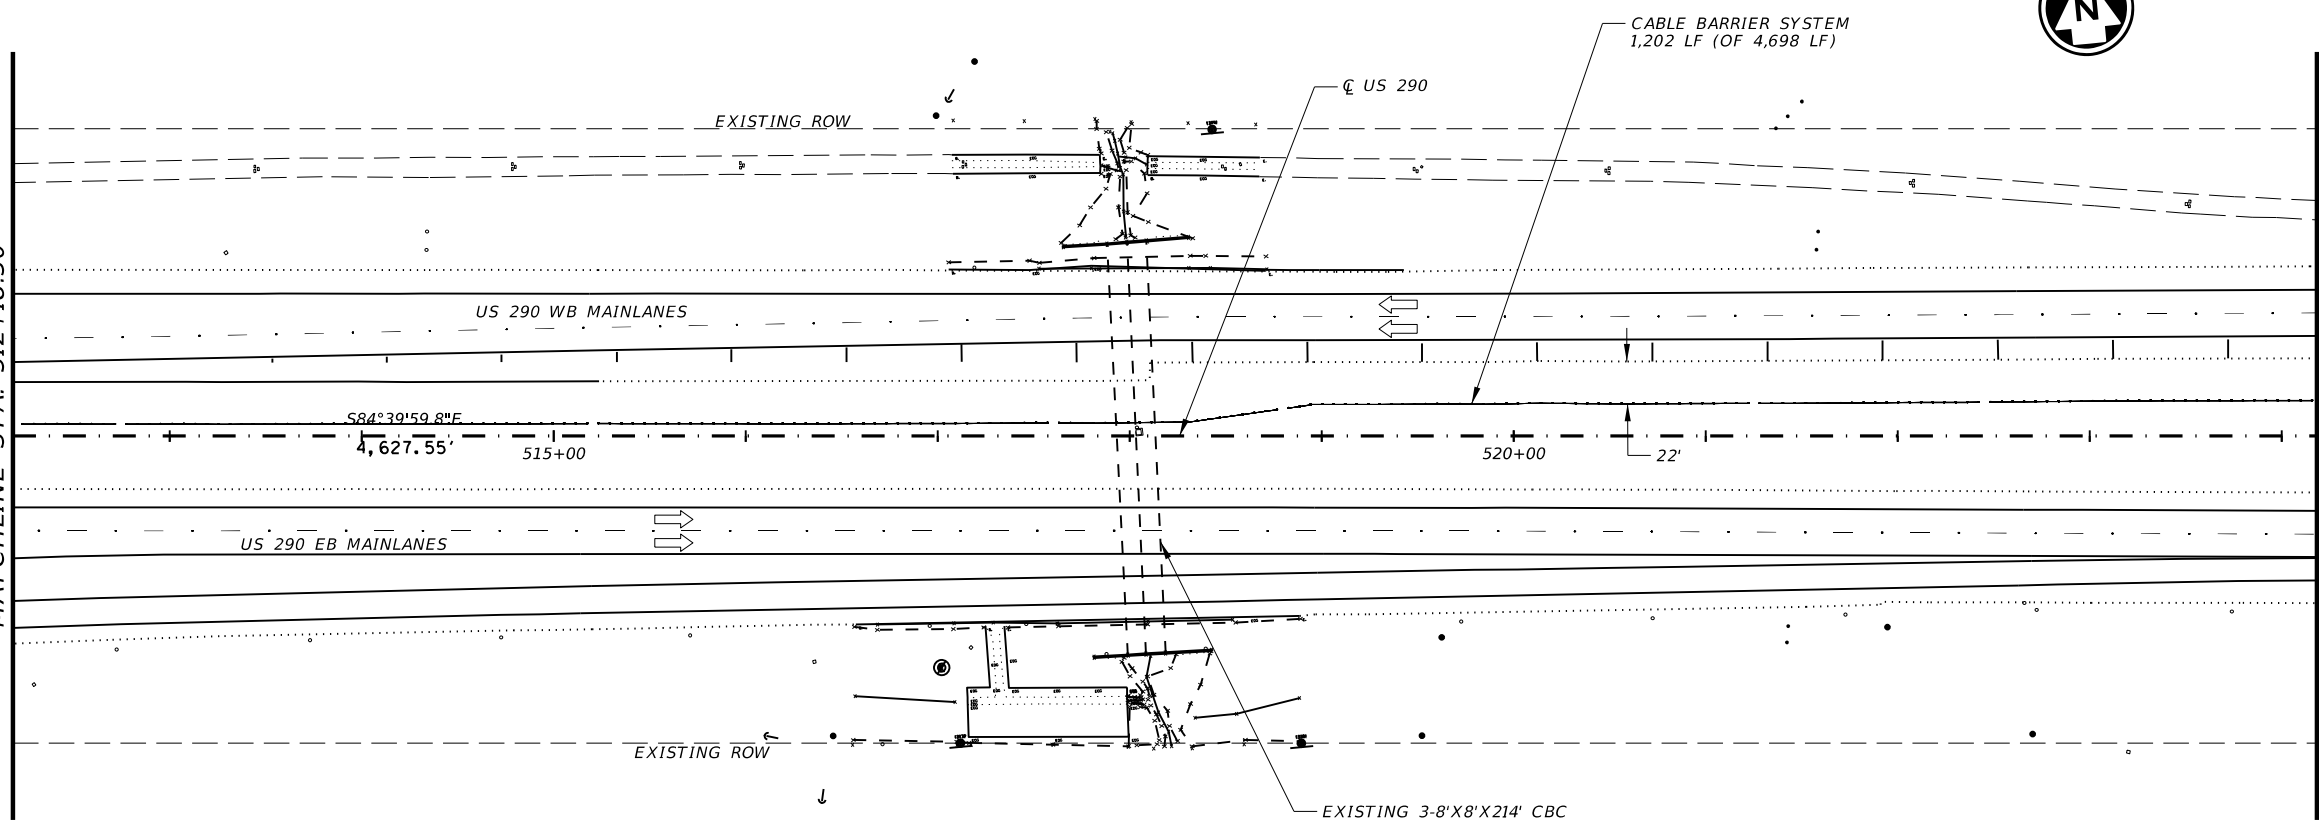 N
CABLE BARRIER SYSTEM
1,202 LF (OF 4,698 LF)
℄ US 290
EXISTING ROW
US 290 WB MAINLANES
S84°39'59.8"E
4,627.55'
515+00
520+00
22'
US 290 EB MAINLANES
EXISTING ROW
EXISTING 3-8'X8'X214' CBC